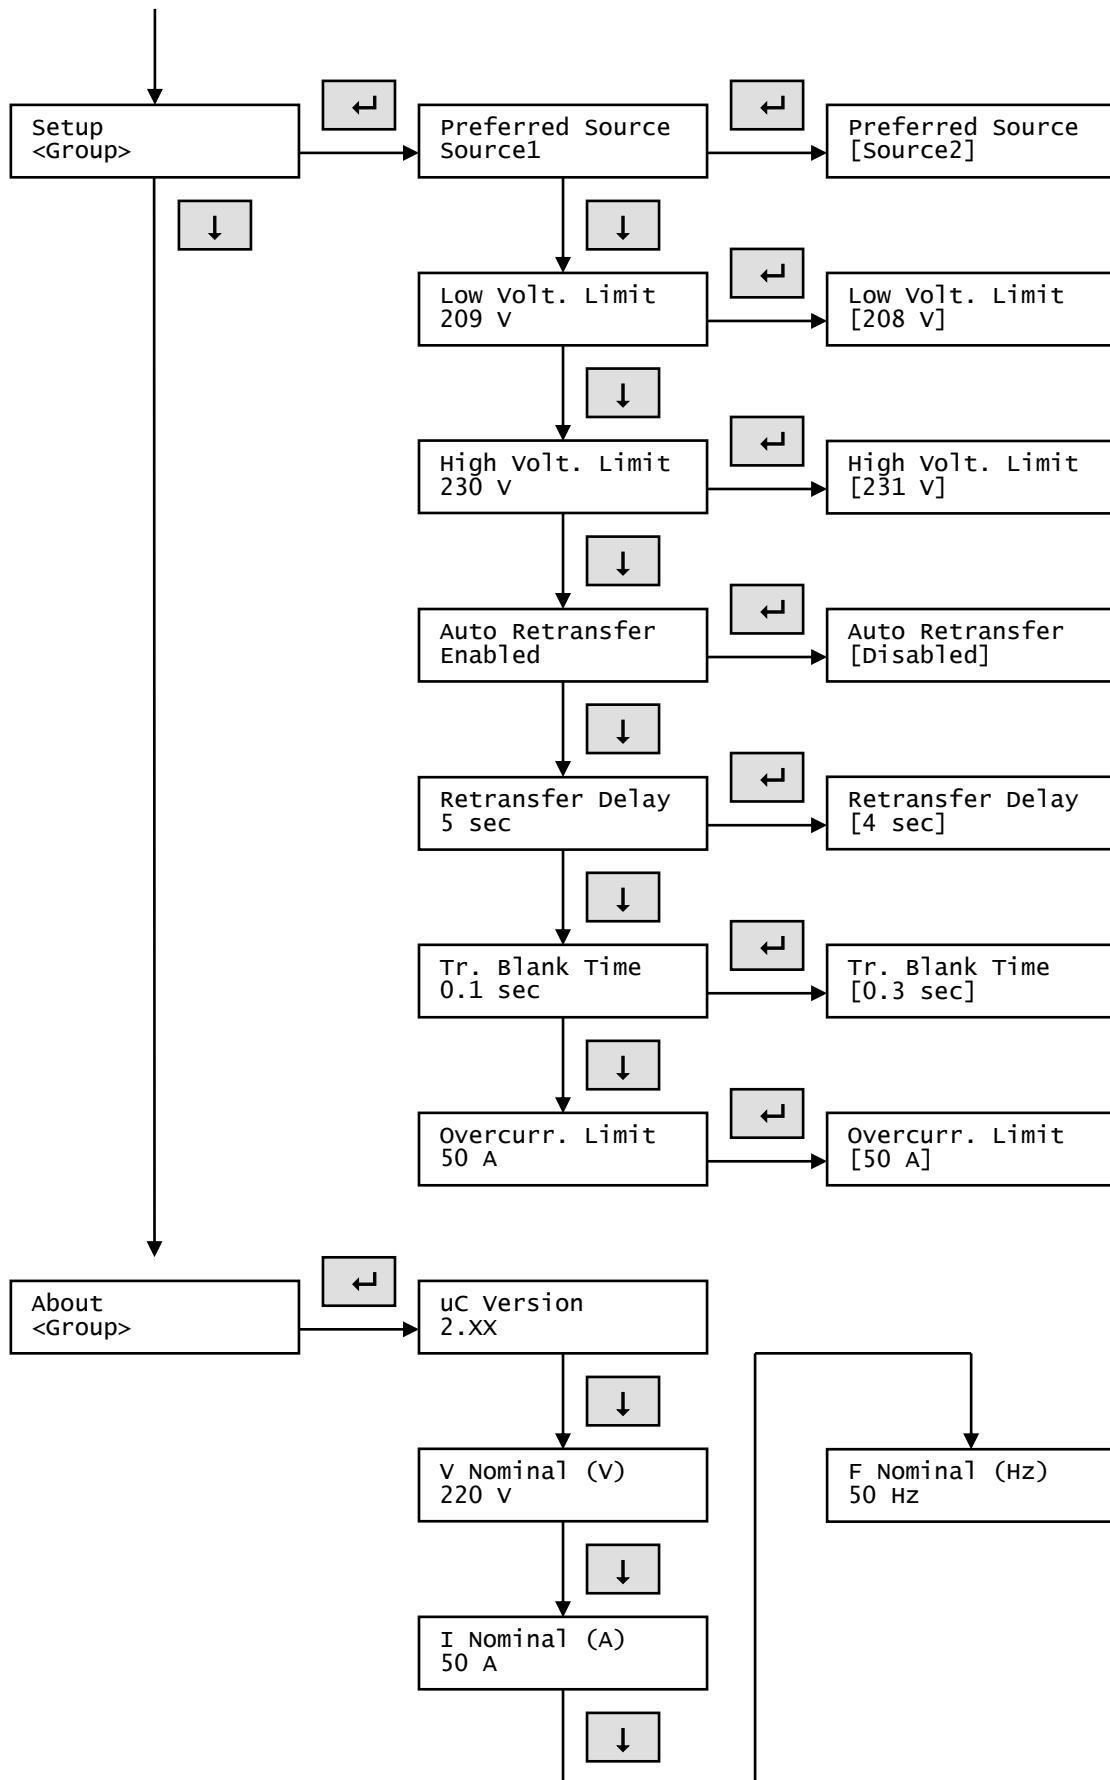 Setup
<Group>
Preferred Source
Source1
Preferred Source
[Source2]
Low Volt. Limit
209 V
Low Volt. Limit
[208 V]
High Volt. Limit
230 V
High Volt. Limit
[231 V]
Auto Retransfer
Enabled
Auto Retransfer
[Disabled]
Retransfer Delay
5 sec
Retransfer Delay
[4 sec]
Tr. Blank Time
0.1 sec
Tr. Blank Time
[0.3 sec]
Overcurr. Limit
50 A
Overcurr. Limit
[50 A]
About
<Group>
uC Version
2.XX
V Nominal (V)
220 V
F Nominal (Hz)
50 Hz
I Nominal (A)
50 A